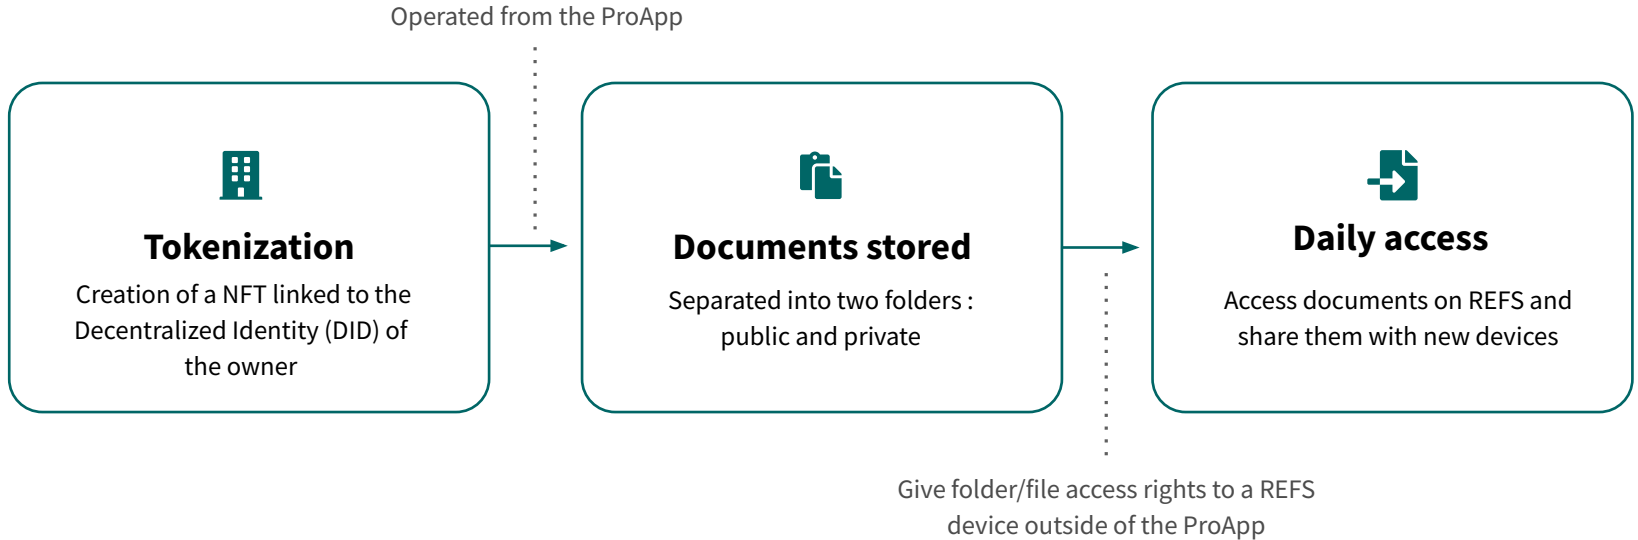 Operated from the ProApp
Tokenization
Creation of a NFT linked to the
Decentralized Identity (DID) of
the owner
Documents stored
Separated into two folders :
public and private
Daily access
Access documents on REFS and
share them with new devices
Give folder/file access rights to a REFS
device outside of the ProApp